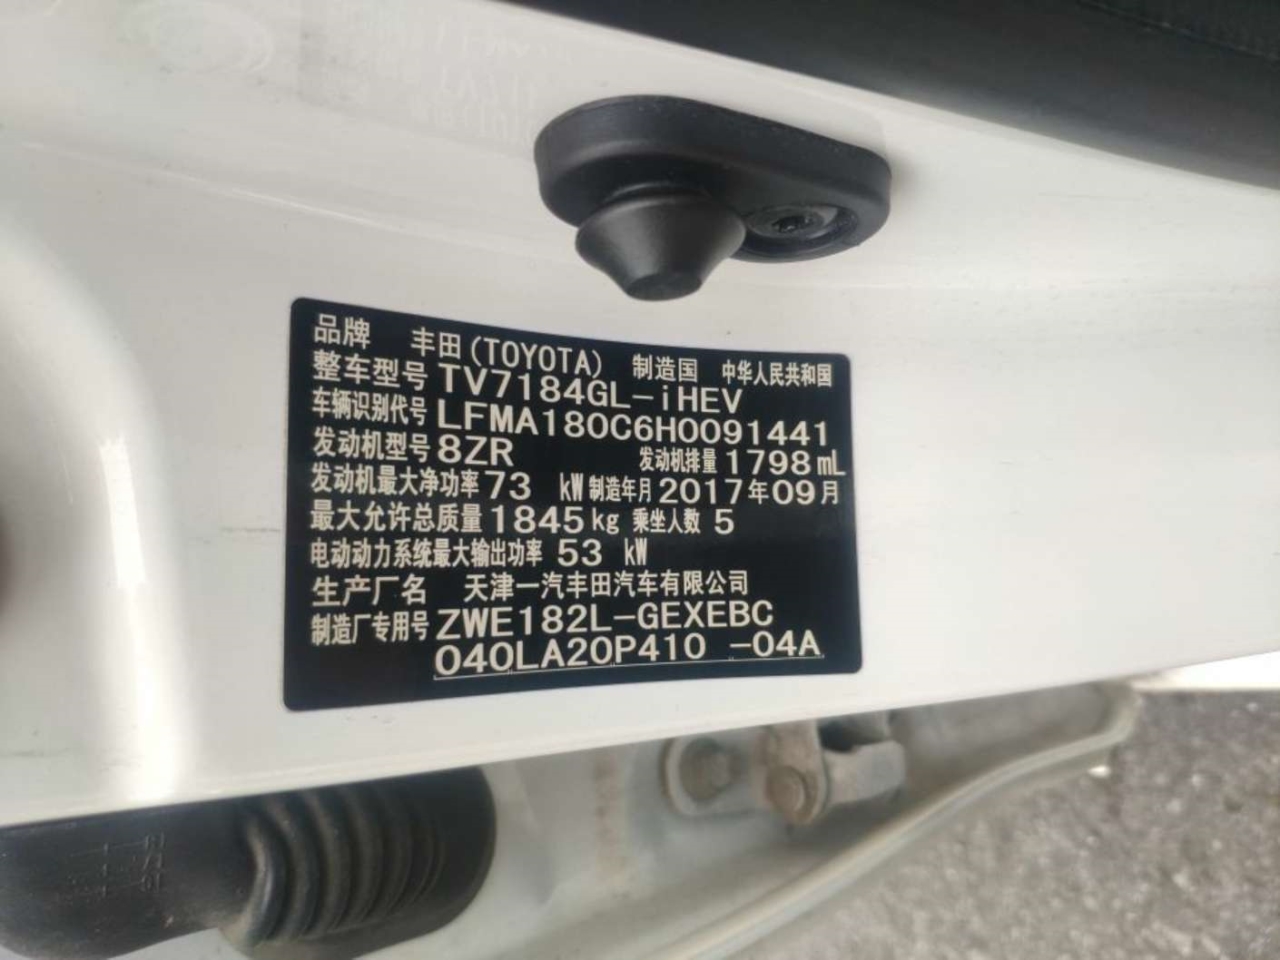 品牌 丰田(TOYOTA) 制造国 中华人民共和国
整车型号 TV7184GL-iHEV
车辆识别代号 LFMA180C6H0091441
发动机型号 8ZR 发动机排量 1798 mL
发动机最大净功率 73 kW 制造年月 2017年09月
最大允许总质量 1845 kg 乘坐人数 5
电动动力系统最大输出功率 53 kW
生产厂名 天津一汽丰田汽车有限公司
制造厂专用号 ZWE182L-GEXEBC
040LA20P410 -04A